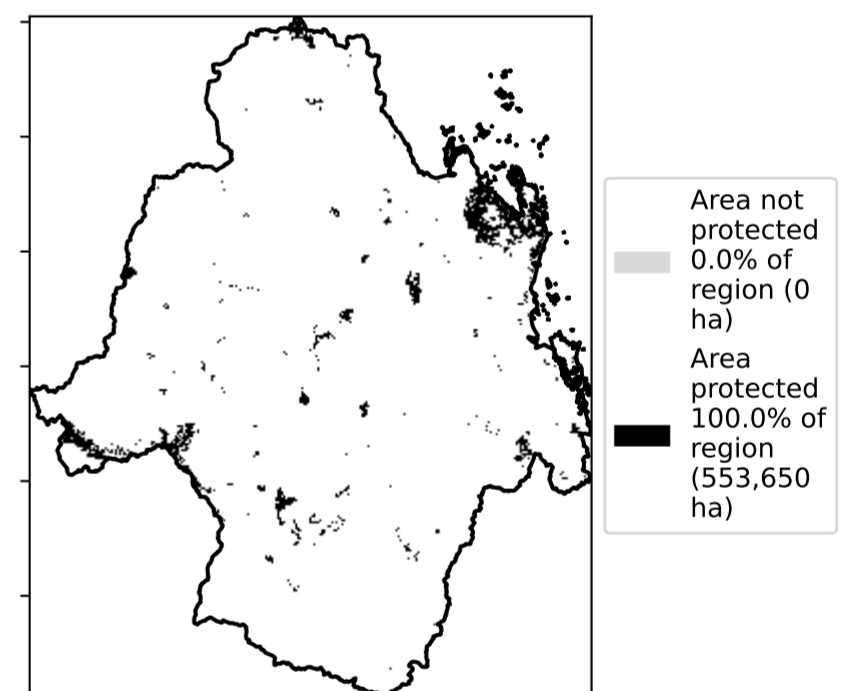 Area not
protected
0.0% of
region (0
ha)
Area
protected
100.0% of
region
(553,650
ha)